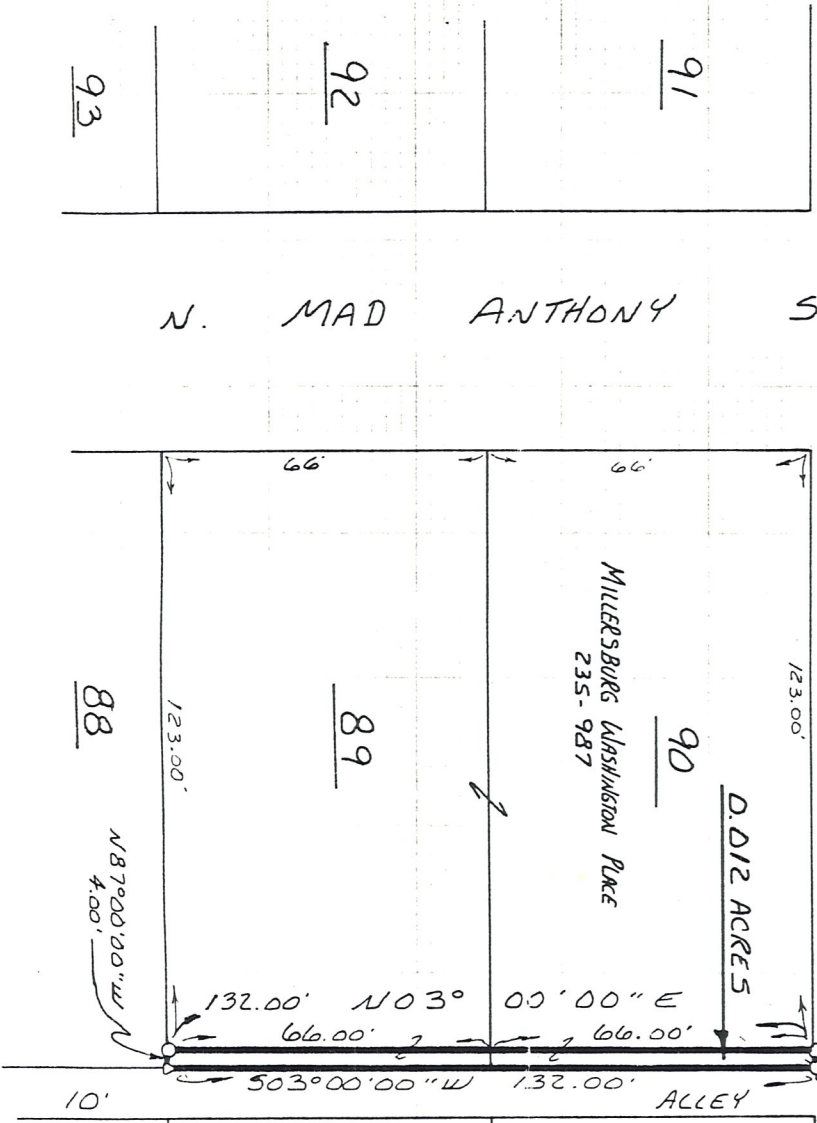 93
92
91
N. MAD ANTHONY S
66'
66'
123.00'
MILLERSBURG WASHINGTON PLACE
235-987
90
89
88
123.00'
0.012 ACRES
N87°00'00"W
4.00'
132.00' N03° 00'00"E
66.00'
66.00'
S03°00'00"W 132.00'
10'
ALLEY